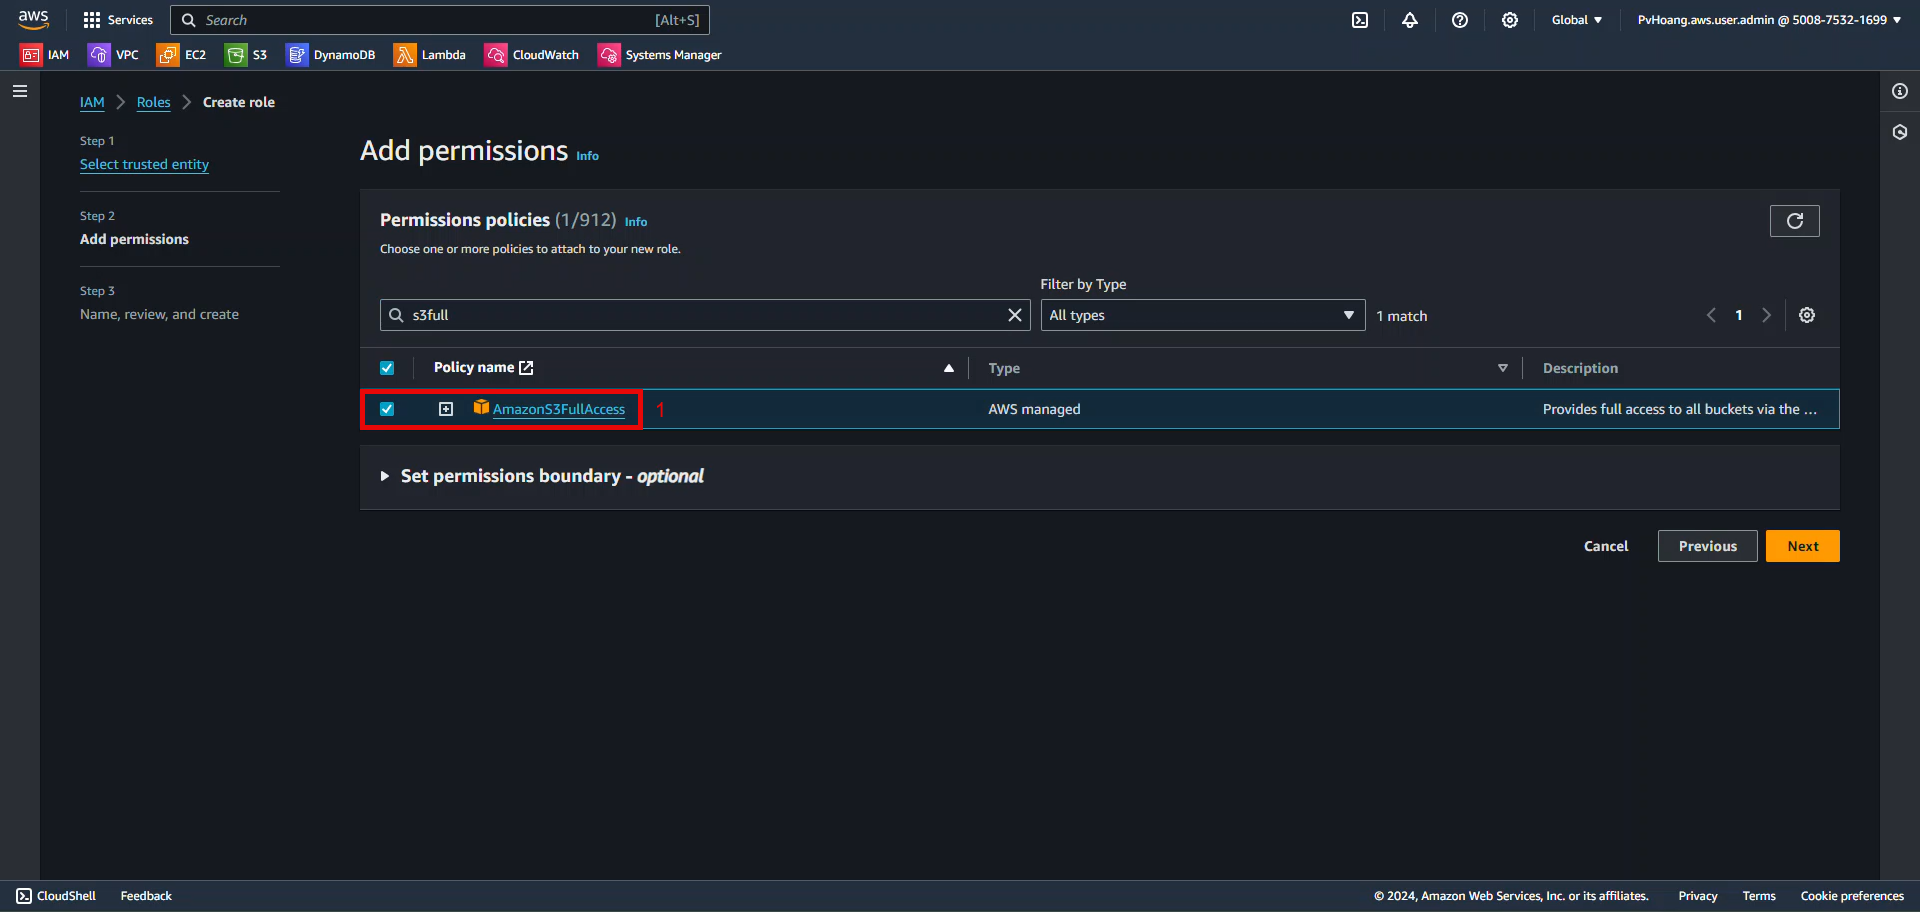 aws Services Search [Alt+S] Global PvHoang.aws.user.admin @ 5008-7532-1699
IAM VPC EC2 S3 DynamoDB Lambda CloudWatch Systems Manager
IAM Roles Create role
Step 1
Select trusted entity
Step 2
Add permissions
Step 3
Name, review, and create
Add permissions Info
Permissions policies (1/912) Info
Choose one or more policies to attach to your new role.
Filter by Type
s3full All types 1 match 1
Policy name Type Description
AmazonS3FullAccess 1 AWS managed Provides full access to all buckets via the ...
Set permissions boundary - optional
Cancel Previous Next
CloudShell Feedback © 2024, Amazon Web Services, Inc. or its affiliates. Privacy Terms Cookie preferences